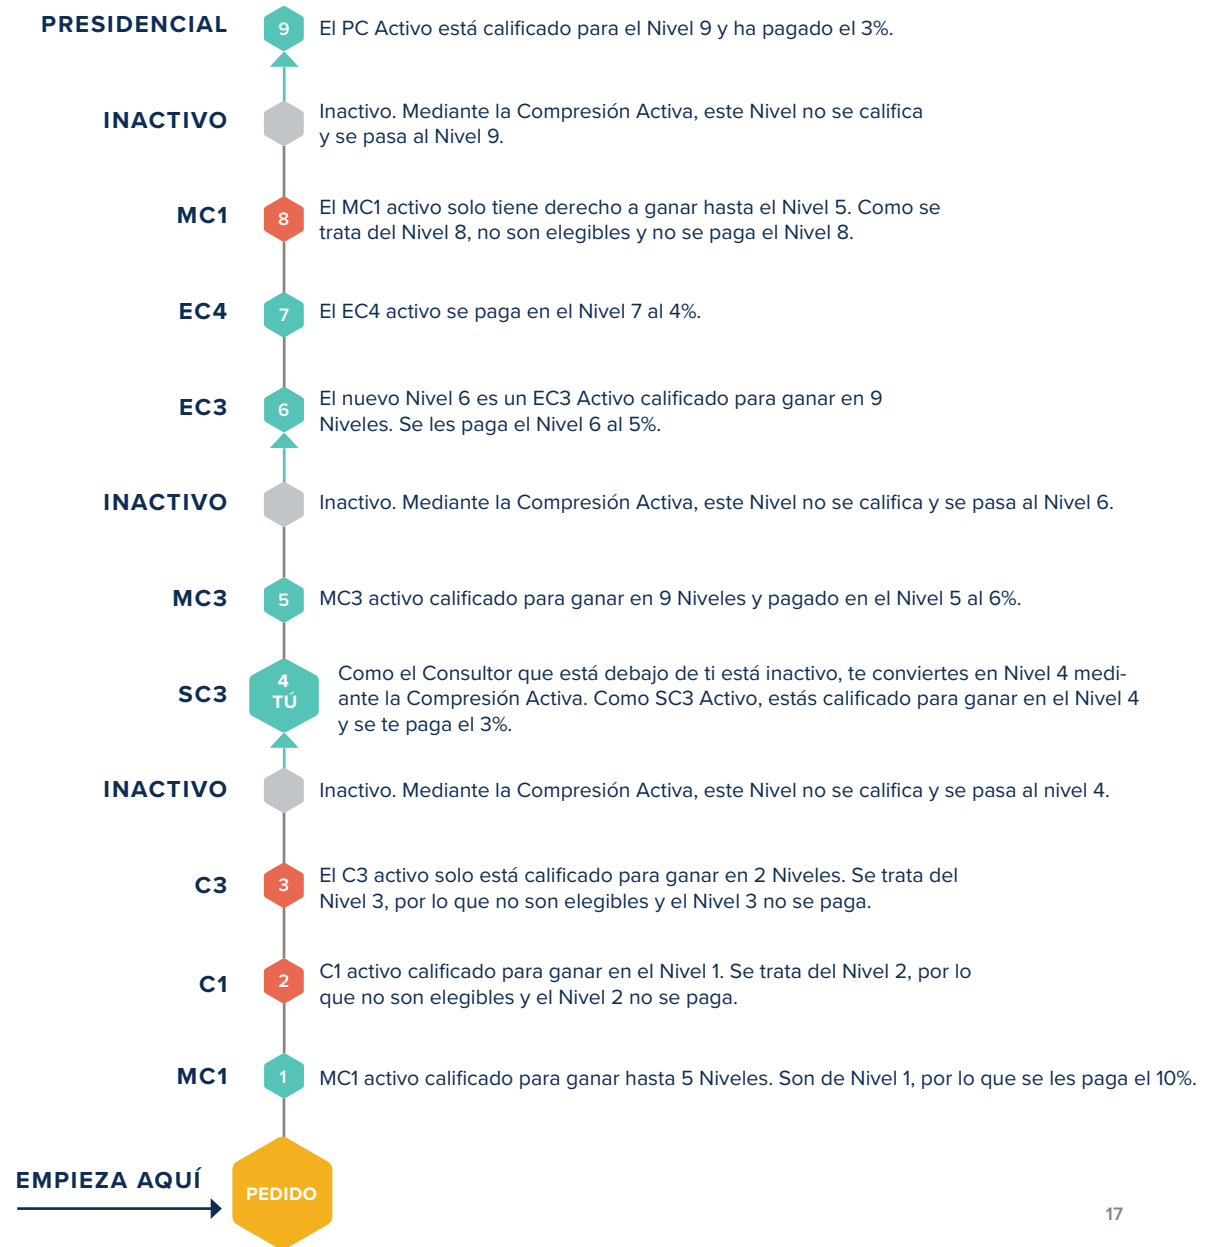 PRESIDENCIAL
9
El PC Activo está calificado para el Nivel 9 y ha pagado el 3%.
INACTIVO
Inactivo. Mediante la Compresión Activa, este Nivel no se califica
y se pasa al Nivel 9.
MC1
8
El MC1 activo solo tiene derecho a ganar hasta el Nivel 5. Como se
trata del Nivel 8, no son elegibles y no se paga el Nivel 8.
EC4
7
El EC4 activo se paga en el Nivel 7 al 4%.
EC3
6
El nuevo Nivel 6 es un EC3 Activo calificado para ganar en 9
Niveles. Se les paga el Nivel 6 al 5%.
INACTIVO
Inactivo. Mediante la Compresión Activa, este Nivel no se califica y se pasa al Nivel 6.
MC3
5
MC3 activo calificado para ganar en 9 Niveles y pagado en el Nivel 5 al 6%.
SC3
4
TÚ
Como el Consultor que está debajo de ti está inactivo, te conviertes en Nivel 4 medi-
ante la Compresión Activa. Como SC3 Activo, estás calificado para ganar en el Nivel 4
y se te paga el 3%.
INACTIVO
Inactivo. Mediante la Compresión Activa, este Nivel no se califica y se pasa al nivel 4.
C3
3
El C3 activo solo está calificado para ganar en 2 Niveles. Se trata del
Nivel 3, por lo que no son elegibles y el Nivel 3 no se paga.
C1
2
C1 activo calificado para ganar en el Nivel 1. Se trata del Nivel 2, por lo
que no son elegibles y el Nivel 2 no se paga.
MC1
1
MC1 activo calificado para ganar hasta 5 Niveles. Son de Nivel 1, por lo que se les paga el 10%.
EMPIEZA AQUÍ
PEDIDO
17